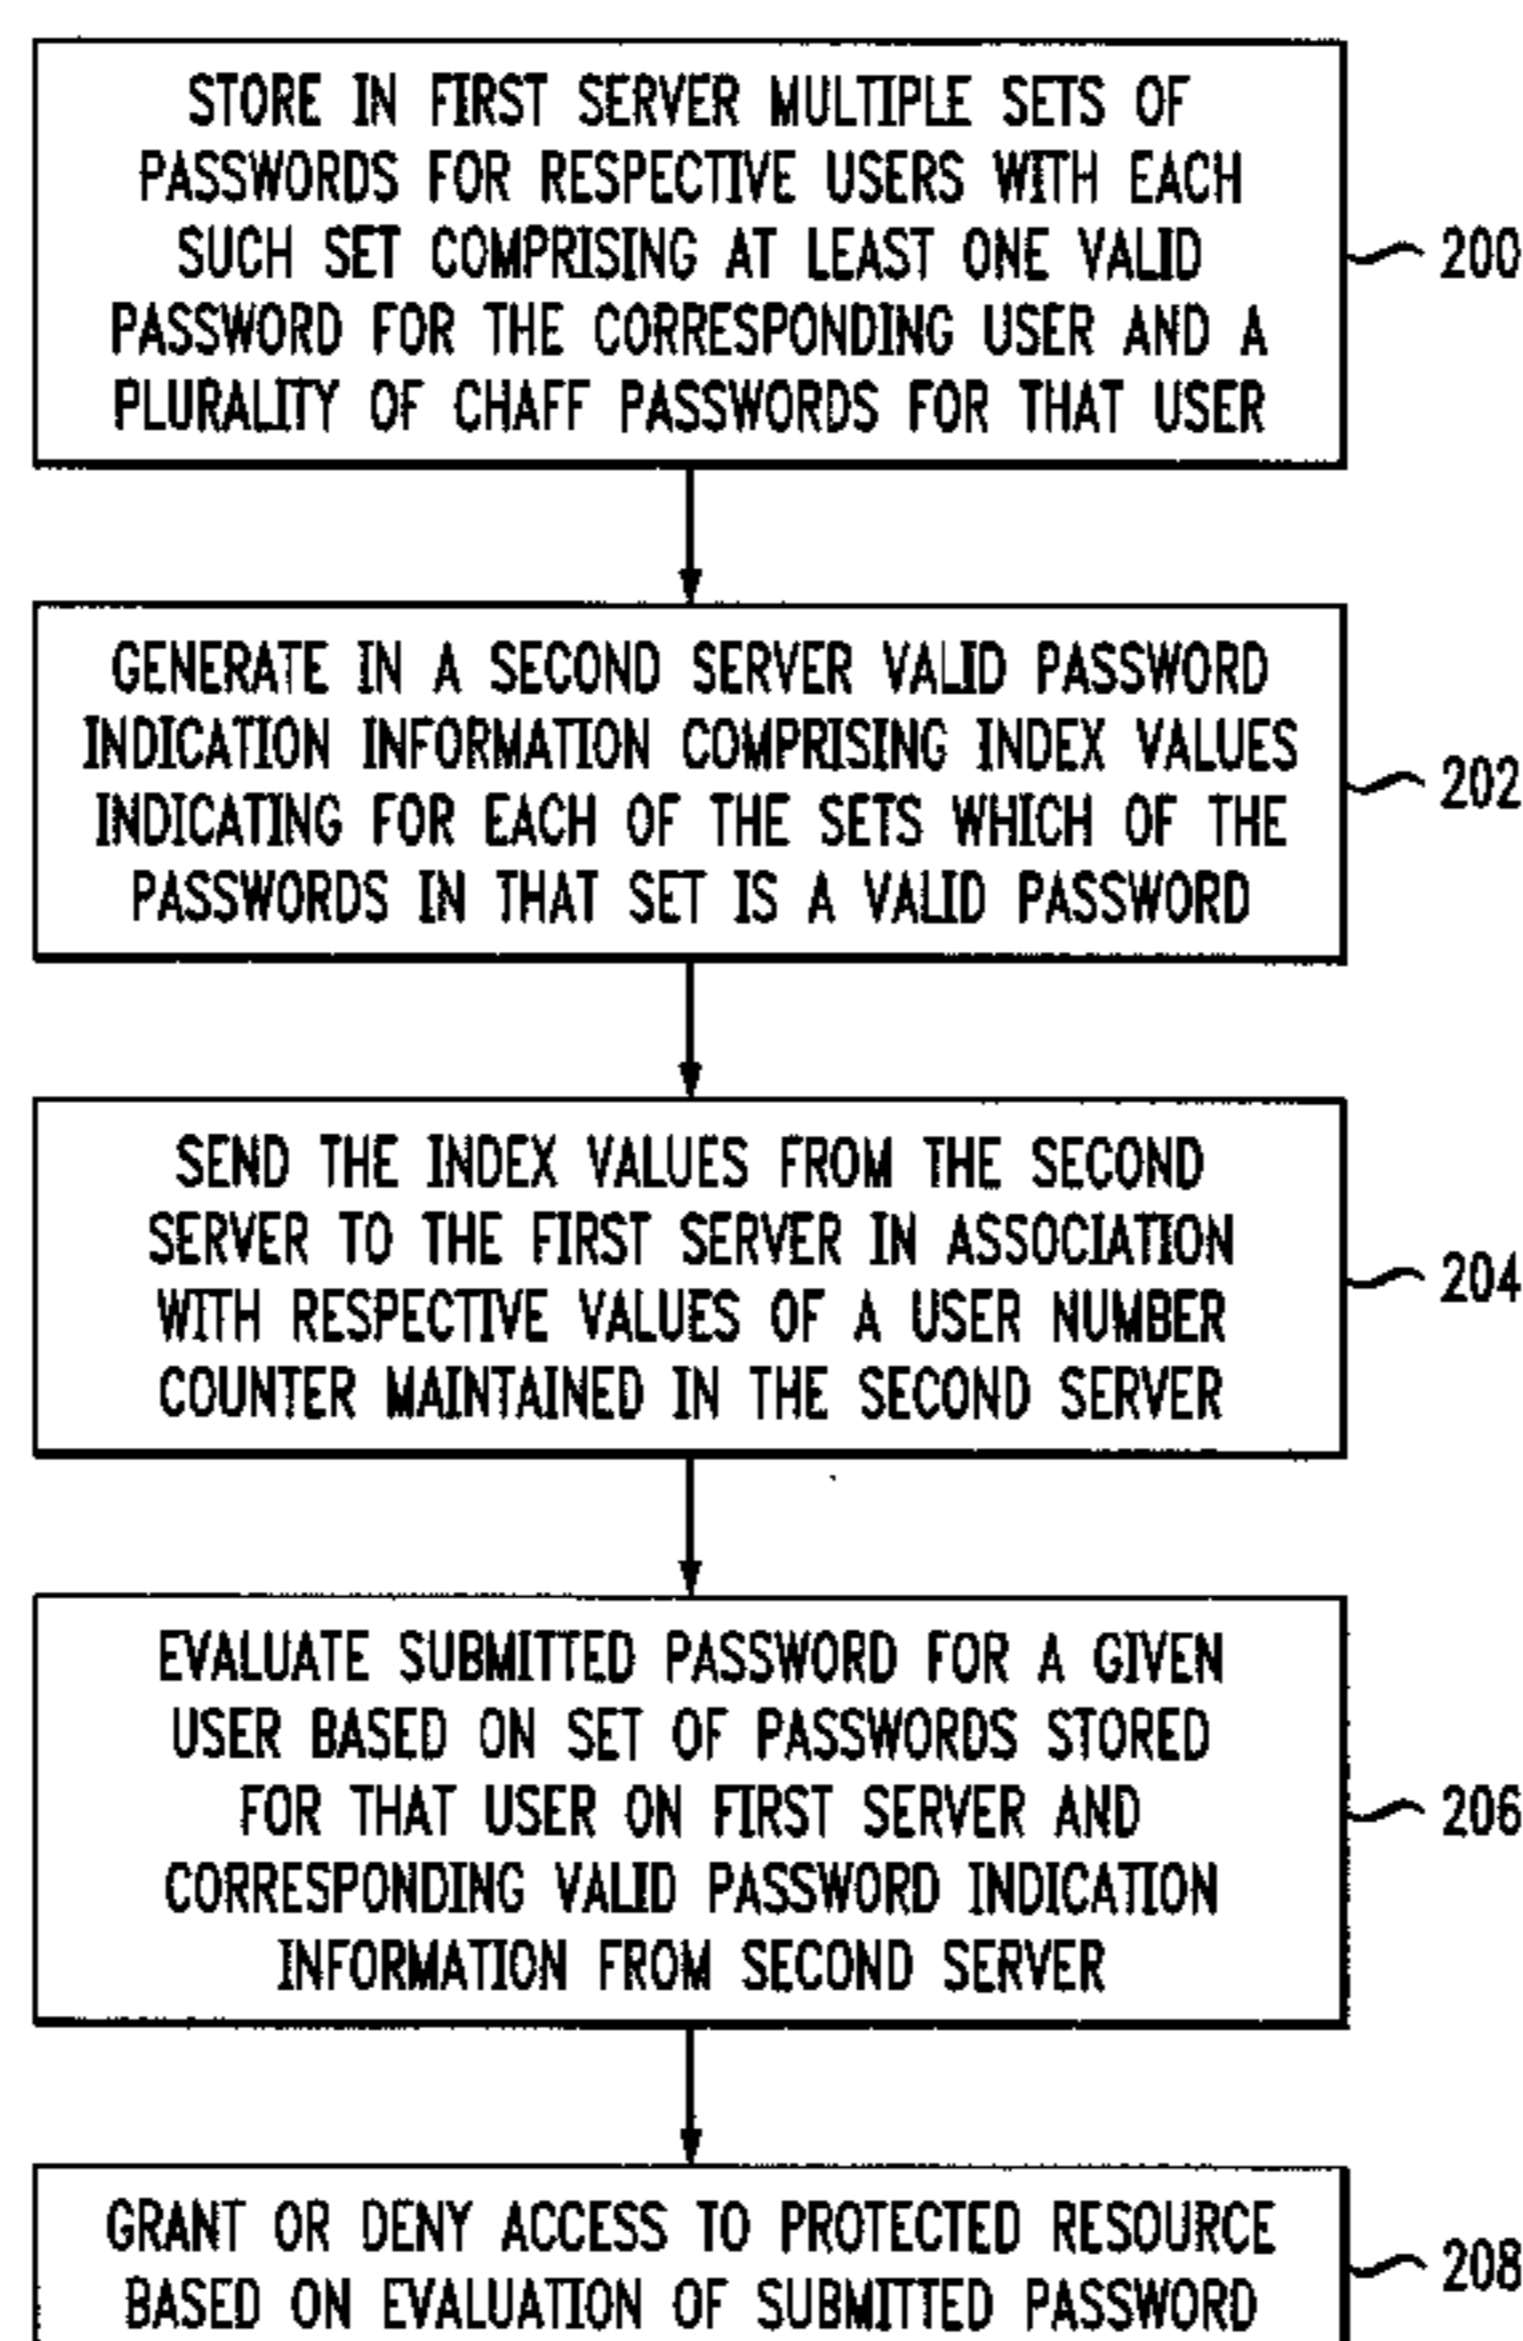 STORE IN FIRST SERVER MULTIPLE SETS OF
PASSWORDS FOR RESPECTIVE USERS WITH EACH
SUCH SET COMPRISING AT LEAST ONE VALID
PASSWORD FOR THE CORRESPONDING USER AND A
PLURALITY OF CHAFF PASSWORDS FOR THAT USER
200
GENERATE IN A SECOND SERVER VALID PASSWORD
INDICATION INFORMATION COMPRISING INDEX VALUES
INDICATING FOR EACH OF THE SETS WHICH OF THE
PASSWORDS IN THAT SET IS A VALID PASSWORD
202
SEND THE INDEX VALUES FROM THE SECOND
SERVER TO THE FIRST SERVER IN ASSOCIATION
WITH RESPECTIVE VALUES OF A USER NUMBER
COUNTER MAINTAINED IN THE SECOND SERVER
204
EVALUATE SUBMITTED PASSWORD FOR A GIVEN
USER BASED ON SET OF PASSWORDS STORED
FOR THAT USER ON FIRST SERVER AND
CORRESPONDING VALID PASSWORD INDICATION
INFORMATION FROM SECOND SERVER
206
GRANT OR DENY ACCESS TO PROTECTED RESOURCE
BASED ON EVALUATION OF SUBMITTED PASSWORD
208